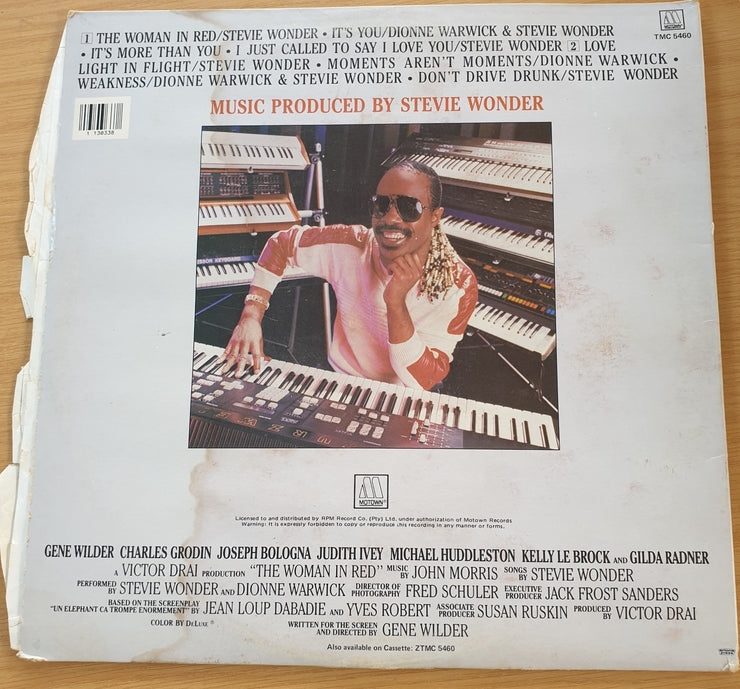 MOTOWN
TMC 5460
1 THE WOMAN IN RED/STEVIE WONDER • IT'S YOU/DIONNE WARWICK & STEVIE WONDER
• IT'S MORE THAN YOU • I JUST CALLED TO SAY I LOVE YOU/STEVIE WONDER 2 LOVE
LIGHT IN FLIGHT/STEVIE WONDER • MOMENTS AREN'T MOMENTS/DIONNE WARWICK •
WEAKNESS/DIONNE WARWICK & STEVIE WONDER • DON'T DRIVE DRUNK/STEVIE WONDER
MUSIC PRODUCED BY STEVIE WONDER
1 136338
KEYBOARD
MOTOWN®
Licensed to and distributed by RPM Record Co. (Pty) Ltd. under authorization of Motown Records
Warning: It is expressly forbidden to copy or reproduce this recording in any manner or forms.
GENE WILDER CHARLES GRODIN JOSEPH BOLOGNA JUDITH IVEY MICHAEL HUDDLESTON KELLY LE BROCK AND GILDA RADNER
A VICTOR DRAI PRODUCTION "THE WOMAN IN RED" MUSIC BY JOHN MORRIS SONGS BY STEVIE WONDER
PERFORMED BY STEVIE WONDER AND DIONNE WARWICK DIRECTOR OF PHOTOGRAPHY FRED SCHULER EXECUTIVE PRODUCER JACK FROST SANDERS
BASED ON THE SCREENPLAY "UN ELEPHANT CA TROMPE ENORMEMENT" BY JEAN LOUP DABADIE AND YVES ROBERT ASSOCIATE PRODUCER SUSAN RUSKIN PRODUCED BY VICTOR DRAI
COLOR BY DeLuxe® WRITTEN FOR THE SCREEN AND DIRECTED BY GENE WILDER
Also available on Cassette: ZTMC 5460